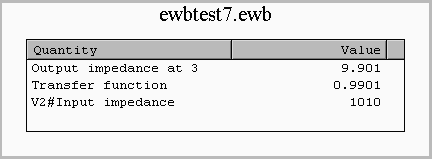 ewbtest7.ewb
Quantity Value
Output impedance at 3 9.901
Transfer function 0.9901
V2#Input impedance 1010